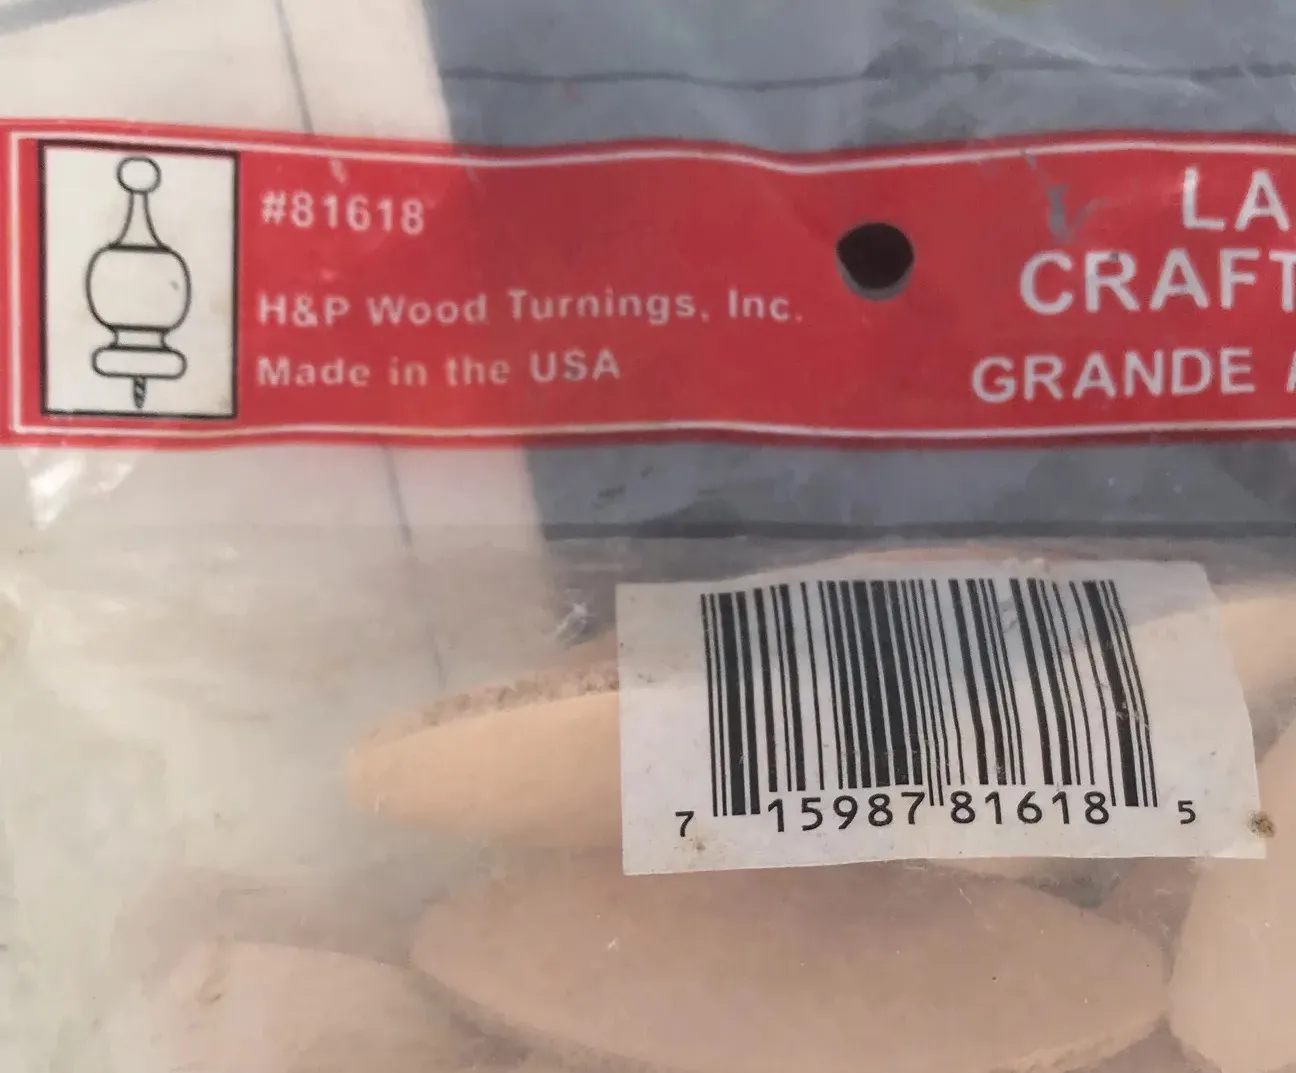 #81618
H&P Wood Turnings, Inc.
Made in the USA
LA
CRAFT
GRANDE
7 15987 81618 5